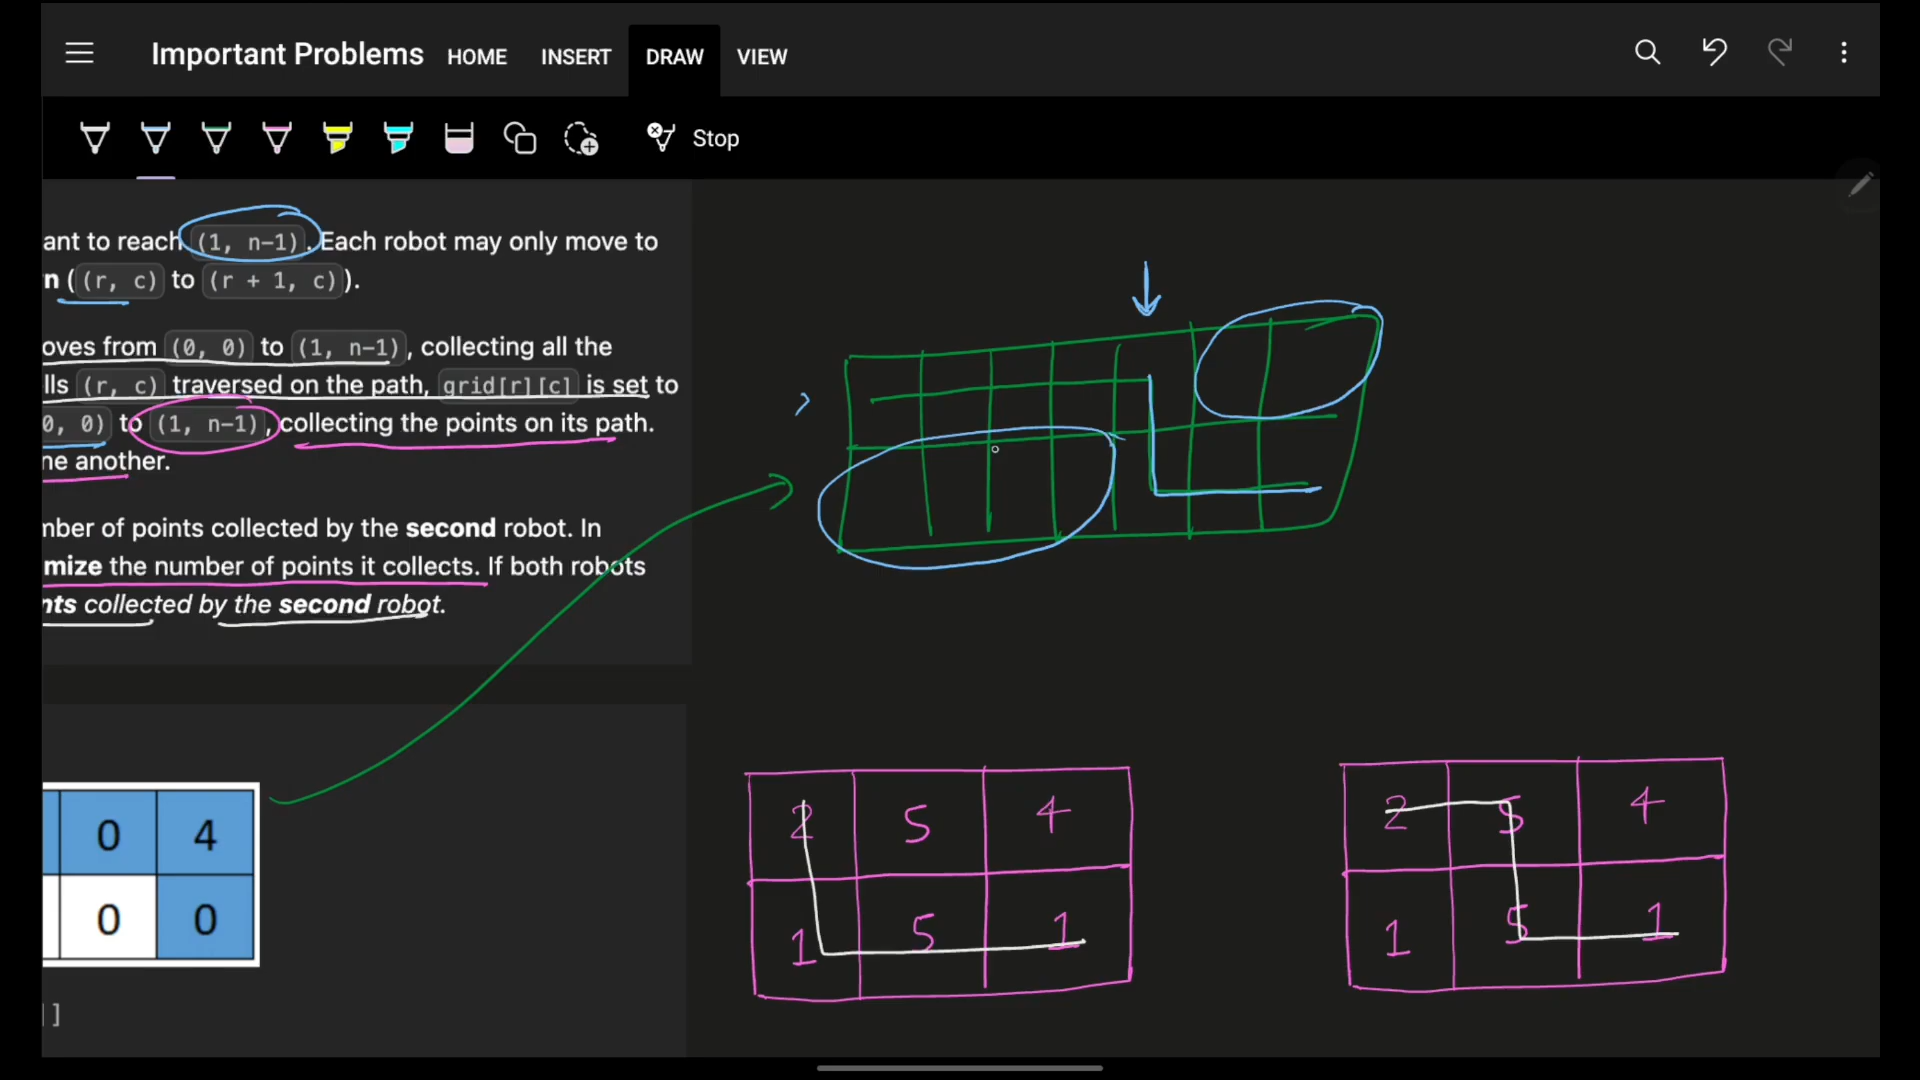 Important Problems HOME INSERT DRAW VIEW
Stop
ant to reach (1, n-1). Each robot may only move to
n ((r, c) to (r + 1, c)).
oves from (0, 0) to (1, n-1), collecting all the
lls (r, c) traversed on the path, grid[r][c] is set to
0, 0) to (1, n-1), collecting the points on its path.
ne another.
nber of points collected by the second robot. In
mize the number of points it collects. If both robots
nts collected by the second robot.
0 4
0 0
]
2 5 4
1 5 1
2 5 4
1 5 1